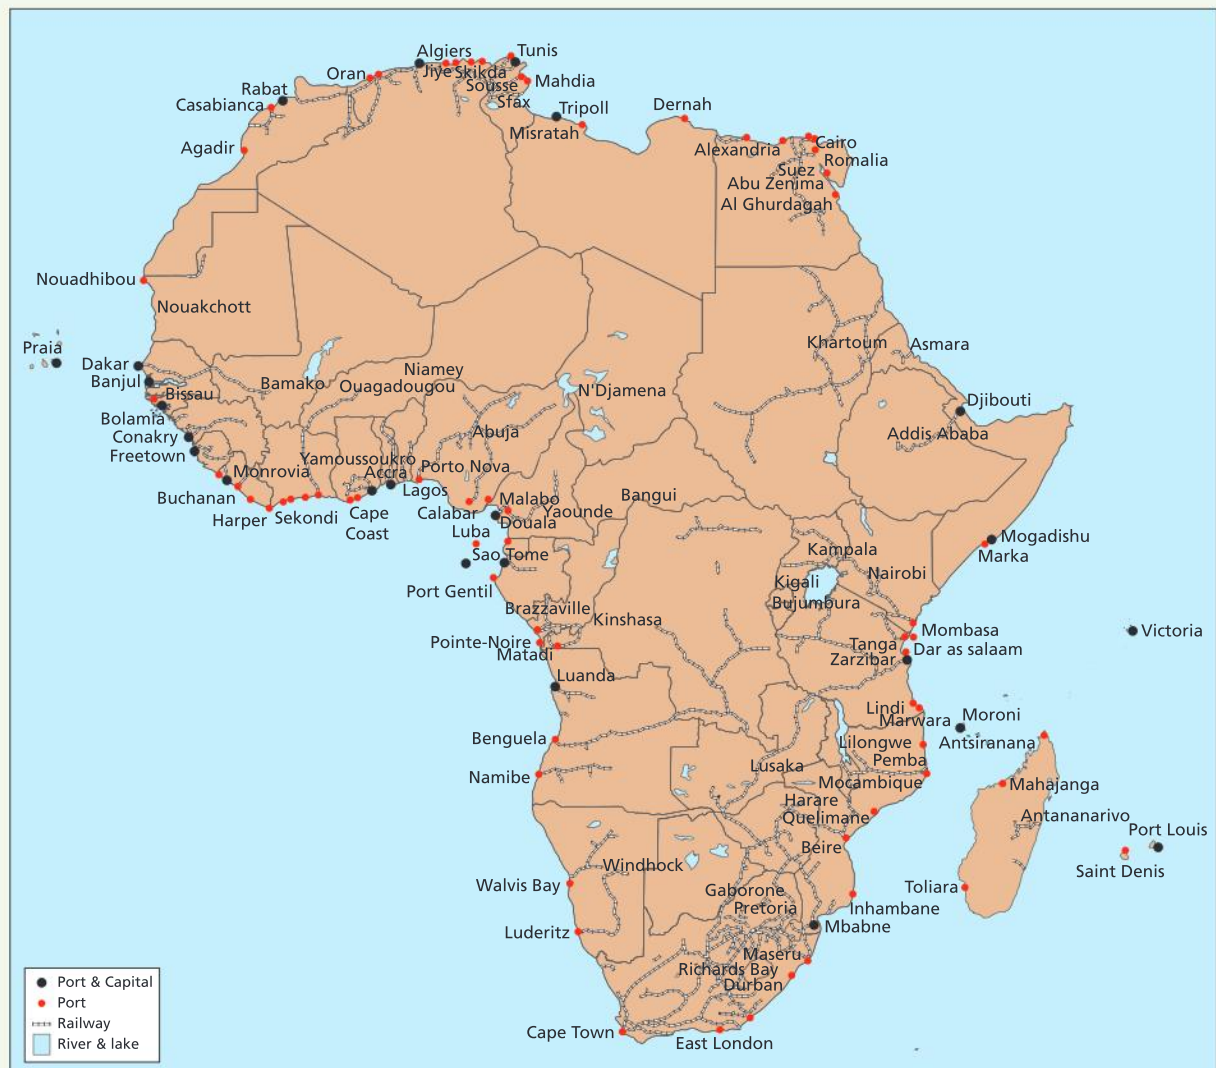 Algiers
Tunis
Oran
Jiye
Skikda
Mahdia
Rabat
Sousse
Casabianca
Sfax
Tripoll
Dernah
Misratah
Agadir
Alexandria
Cairo
Romalia
Suez
Abu Zenima
Al Ghurdagah
Nouadhibou
Nouakchott
Praia
Khartoum
Asmara
Dakar
Niamey
Banjul
Bamako
Ouagadougou
N'Djamena
Bissau
Djibouti
Bolamia
Conakry
Abuja
Addis Ababa
Freetown
Yamoussoukro
Monrovia
Accra
Porto Nova
Buchanan
Lagos
Malabo
Bangui
Harper
Sekondi
Cape
Coast
Calabar
Yaounde
Douala
Luba
Mogadishu
Sao Tome
Kampala
Marka
Port Gentil
Kigali
Nairobi
Brazzaville
Bujumbura
Kinshasa
Mombasa
Victoria
Pointe-Noire
Tanga
Dar as salaam
Matadi
Zarzibar
Luanda
Lindi
Moroni
Marwara
Benguela
Lilongwe
Antsiranana
Pemba
Namibe
Lusaka
Mocambique
Mahajanga
Harare
Quelimane
Antananarivo
Port Louis
Beire
Windhock
Saint Denis
Walvis Bay
Gaborone
Toliara
Pretoria
Inhambane
Luderitz
Mbabne
Maseru
Richards Bay
Durban
Cape Town
East London
Port & Capital
Port
Railway
River & lake